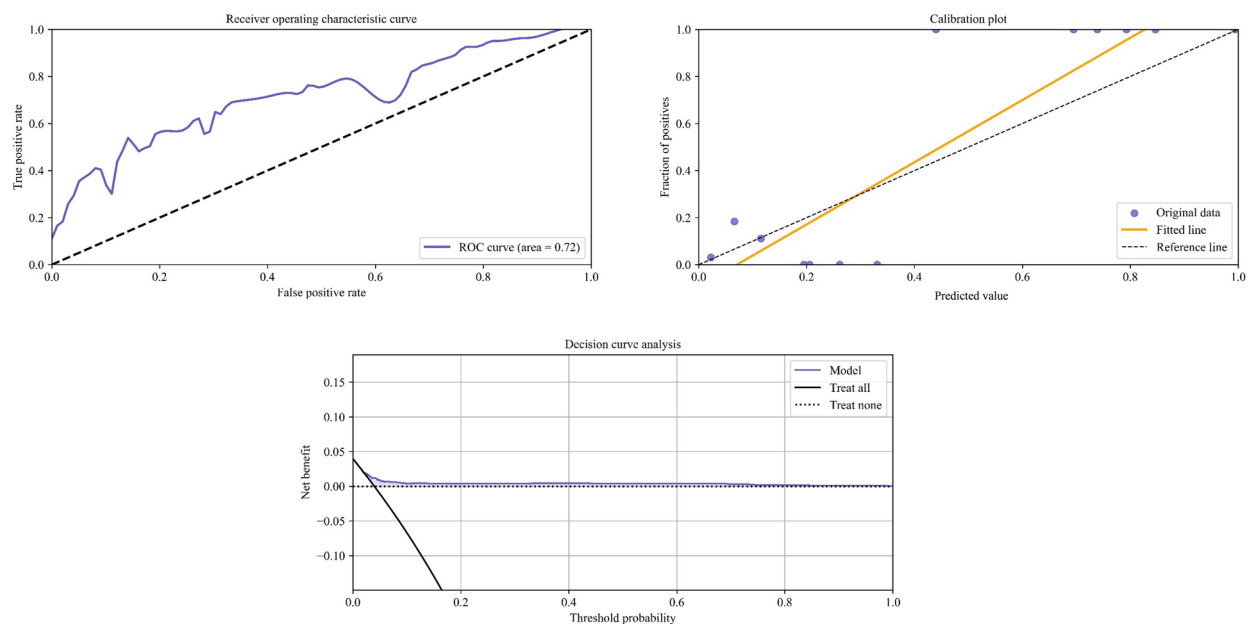 Receiver operating characteristic curve
1.0
0.8
0.6
0.4
0.2
0.0
True positive rate
ROC curve (area = 0.72)
0.0 0.2 0.4 0.6 0.8 1.0
False positive rate
Calibration plot
1.0
0.8
0.6
0.4
0.2
0.0
Fraction of positives
Original data
Fitted line
Reference line
0.0 0.2 0.4 0.6 0.8 1.0
Predicted value
Decision curve analysis
0.15
0.10
0.05
0.00
−0.05
−0.10
Net benefit
Model
Treat all
Treat none
0.0 0.2 0.4 0.6 0.8 1.0
Threshold probability